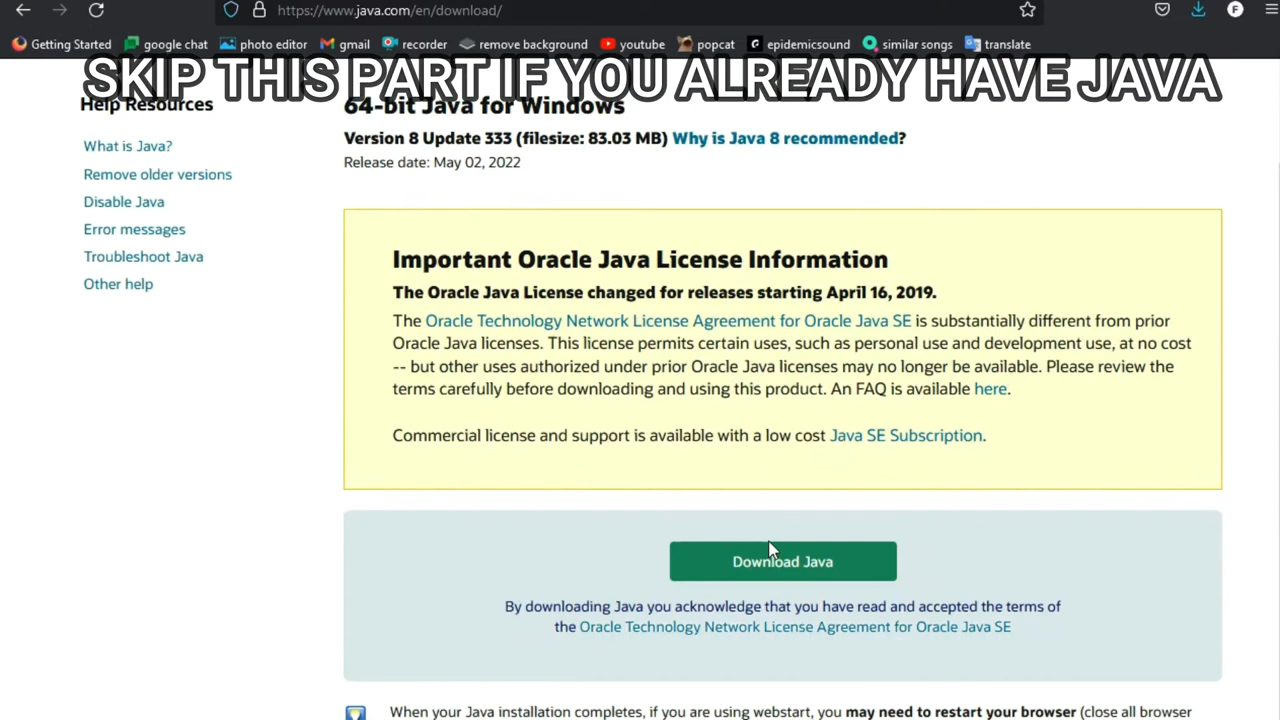 https://www.java.com/en/download/
F
Getting Started google chat photo editor gmail recorder remove background youtube popcat epidemicsound similar songs translate
SKIP THIS PART IF YOU ALREADY HAVE JAVA
Help Resources
What is Java?
Remove older versions
Disable Java
Error messages
Troubleshoot Java
Other help
64-bit Java for Windows
Version 8 Update 333 (filesize: 83.03 MB) Why is Java 8 recommended?
Release date: May 02, 2022
Important Oracle Java License Information
The Oracle Java License changed for releases starting April 16, 2019.
The Oracle Technology Network License Agreement for Oracle Java SE is substantially different from prior
Oracle Java licenses. This license permits certain uses, such as personal use and development use, at no cost
-- but other uses authorized under prior Oracle Java licenses may no longer be available. Please review the
terms carefully before downloading and using this product. An FAQ is available here.
Commercial license and support is available with a low cost Java SE Subscription.
Download Java
By downloading Java you acknowledge that you have read and accepted the terms of
the Oracle Technology Network License Agreement for Oracle Java SE
When your Java installation completes, if you are using webstart, you may need to restart your browser (close all browser